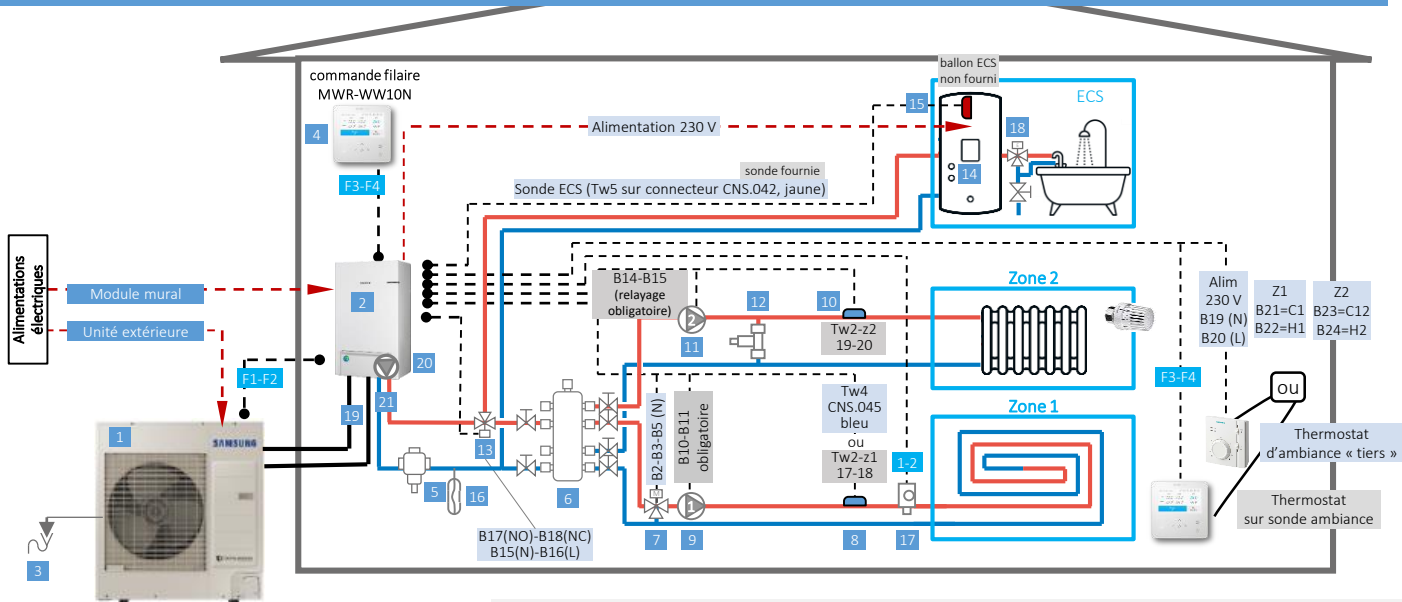 commande filaire
MWR-WW10N
4
F3-F4
ballon ECS
non fourni
15
ECS
18
14
Alimentation 230 V
sonde fournie
Sonde ECS (Tw5 sur connecteur CNS.042, jaune)
Alimentations
électriques
Module mural
Unité extérieure
2
20
F1-F2
19
21
1
SAMSUNG
3
B14-B15
(relayage
obligatoire)
2
11
12
10
Tw2-z2
19-20
Zone 2
Alim
230 V
B19 (N)
B20 (L)
Z1
B21=C1
B22=H1
Z2
B23=C12
B24=H2
F3-F4
ou
Thermostat
d'ambiance « tiers »
Thermostat
sur sonde ambiance
13
5
16
6
B17(NO)-B18(NC)
B15(N)-B16(L)
B2-B3-B5 (N)
M
7
B10-B11
obligatoire
1
9
Tw4
CNS.045
bleu
ou
Tw2-z1
17-18
8
1-2
17
Zone 1